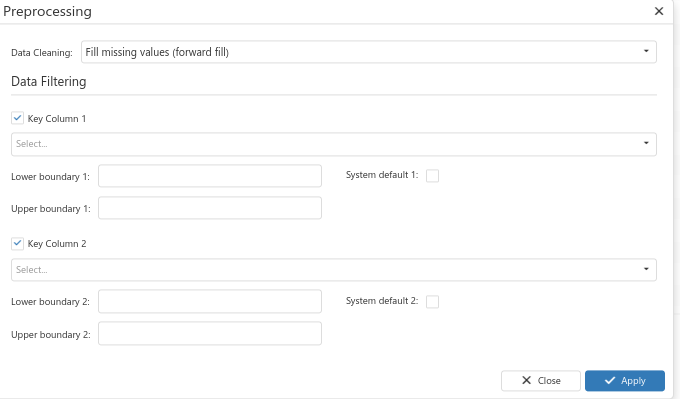 Preprocessing
Data Cleaning: Fill missing values (forward fill)
Data Filtering
Key Column 1
Select...
Lower boundary 1: System default 1:
Upper boundary 1:
Key Column 2
Select...
Lower boundary 2: System default 2:
Upper boundary 2:
Close Apply